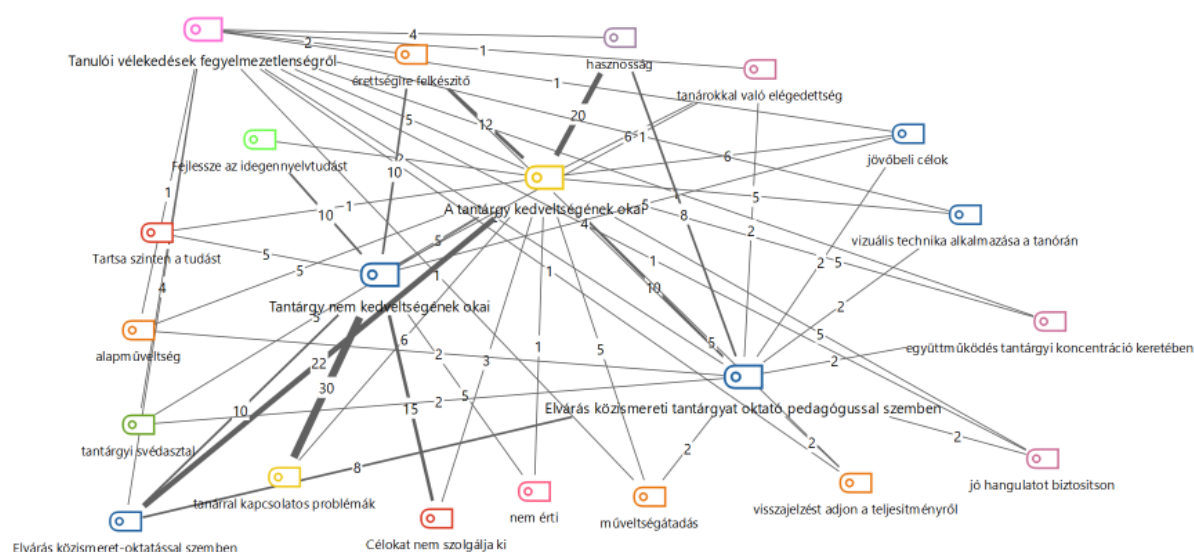 4
2
Tanulói vélekedések fegyelmezetlenségről
1
hasznosság
érettségire felkészítő
tanárokkal való elégedettség
1
20
5
12
6
1
jövőbeli célok
Fejlessze az idegennyelvtudást
6
10
1
10
1
5
A tantárgy kedveltségének okai
5
8
4
2
vizuális technika alkalmazása a tanórán
Tartsa szinten a tudást
5
5
5
1
1
1
2
5
4
10
Tantárgy nem kedveltségének okai
2
alapműveltség
6
5
5
együttműködés tantárgyi koncentráció keretében
2
3
1
5
2
22
30
2
5
10
15
Elvárás közismereti tantárgyat oktató pedagógussal szemben
2
2
2
tantárgyi svédasztal
8
tanárral kapcsolatos problémák
jó hangulatot biztosítson
nem érti
műveltségátadás
visszajelzést adjon a teljesítményről
Elvárás közismeret-oktatással szemben
Célokat nem szolgálja ki